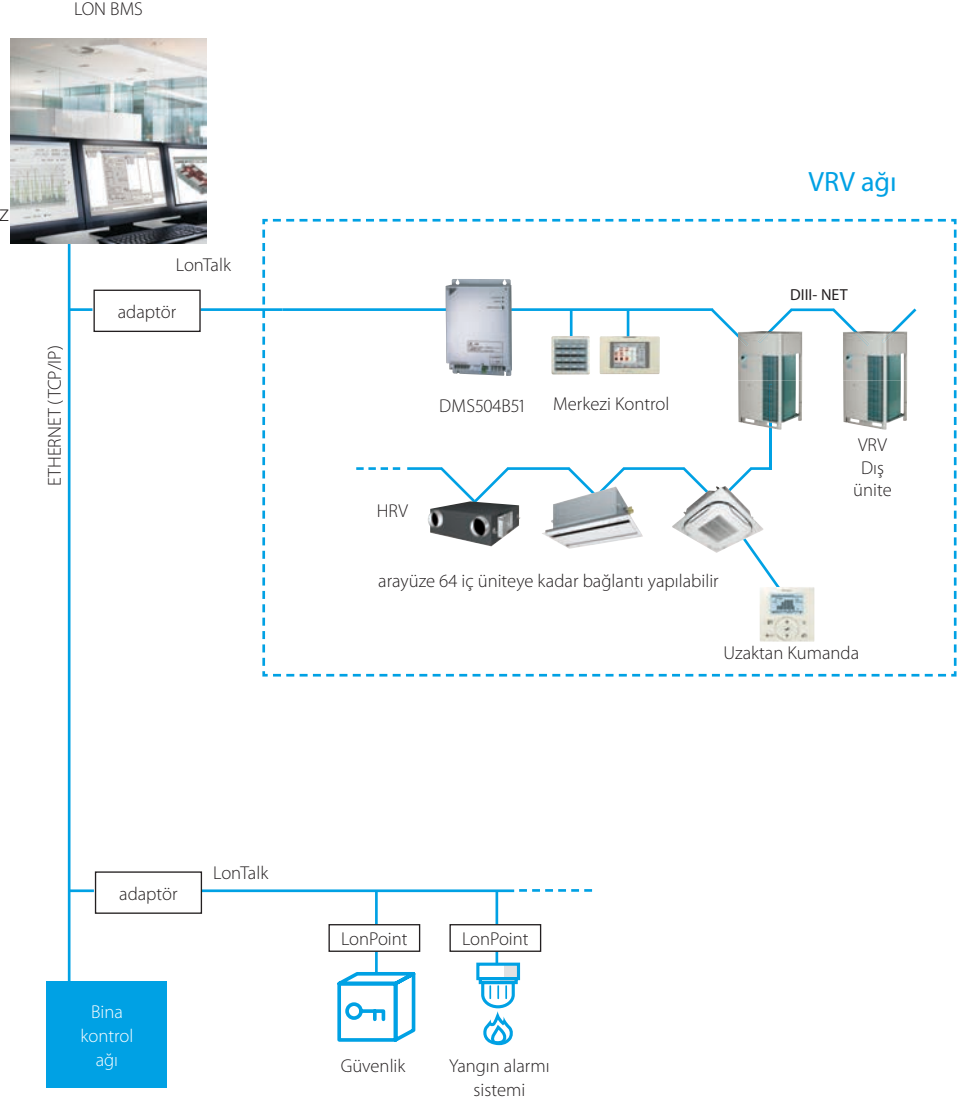 LON BMS
Z
VRV ağı
LonTalk
adaptör
DIII- NET
ETHERNET (TCP/IP)
DMS504B51
Merkezi Kontrol
VRV
Dış
ünite
HRV
arayüze 64 iç üniteye kadar bağlantı yapılabilir
Uzaktan Kumanda
LonTalk
adaptör
LonPoint
LonPoint
Bina
kontrol
ağı
Güvenlik
Yangın alarmı
sistemi